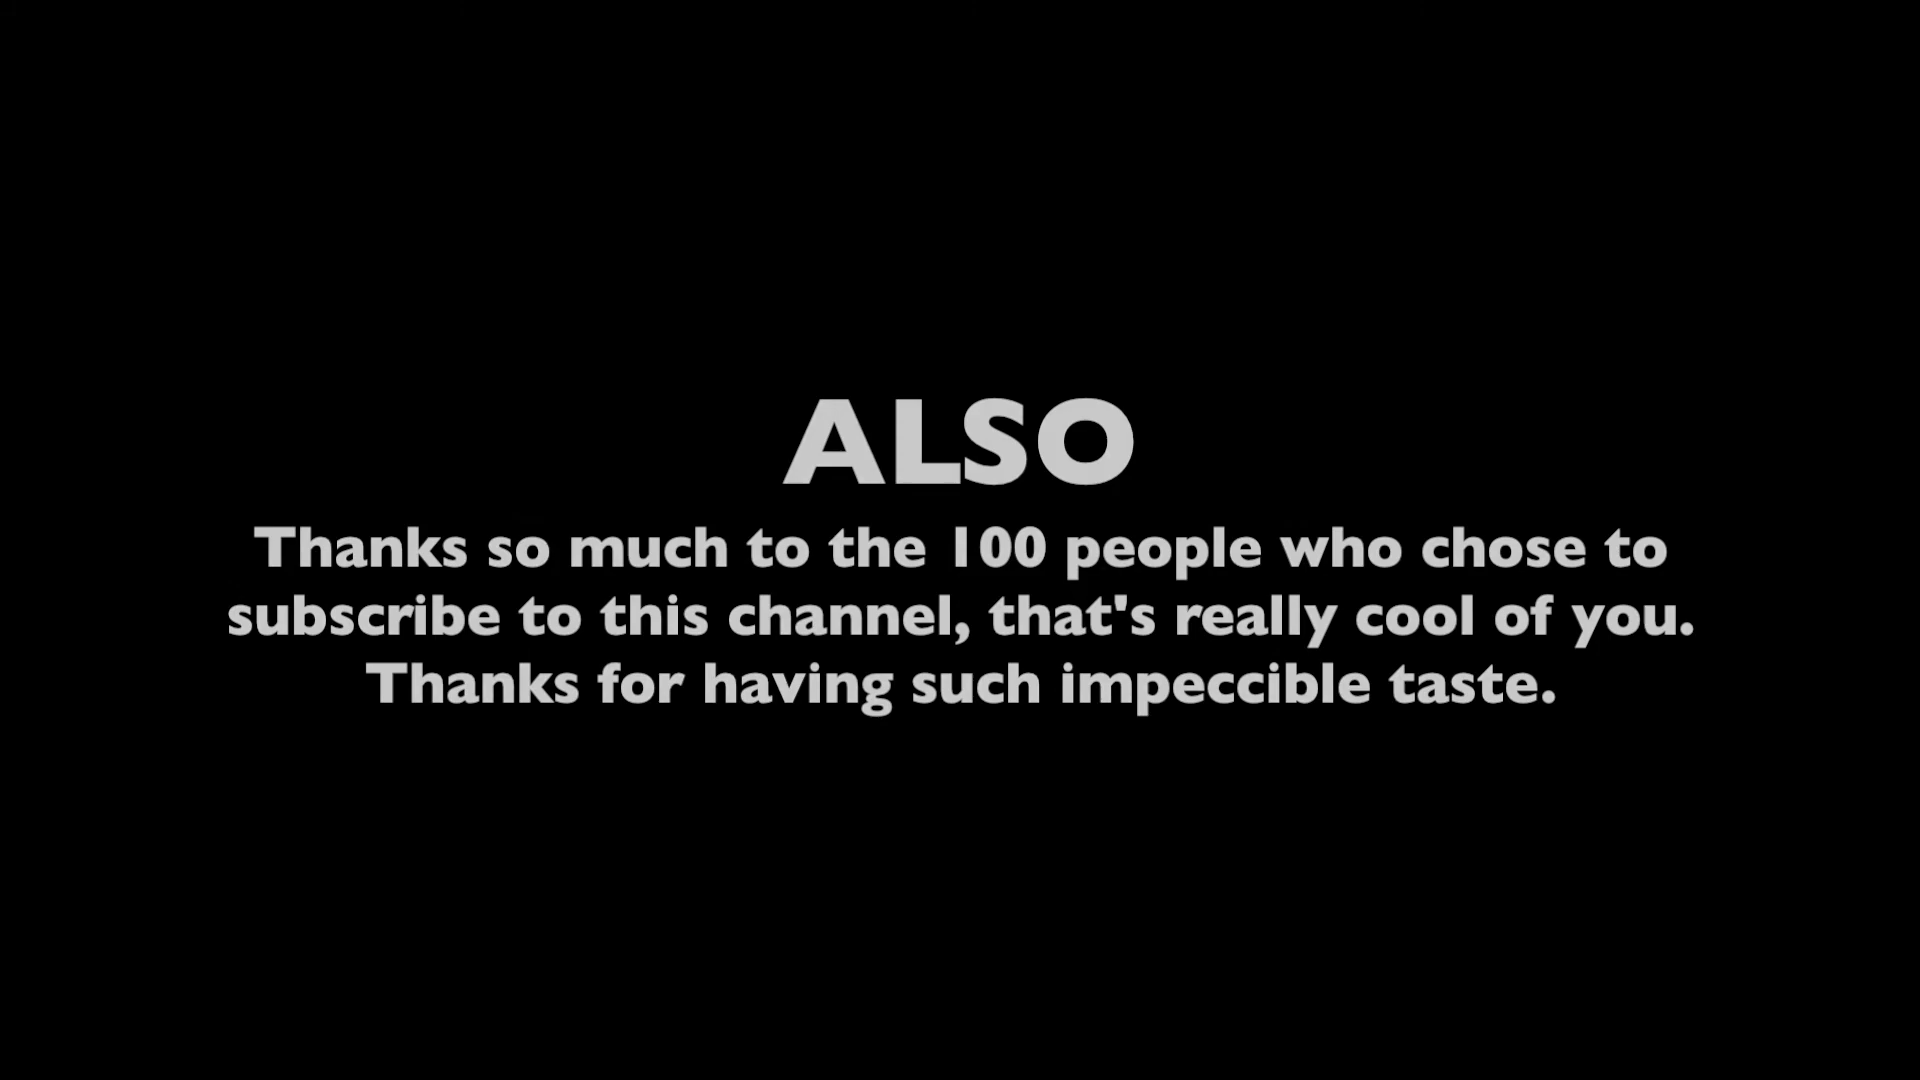 ALSO
Thanks so much to the 100 people who chose to
subscribe to this channel, that's really cool of you.
Thanks for having such impeccible taste.